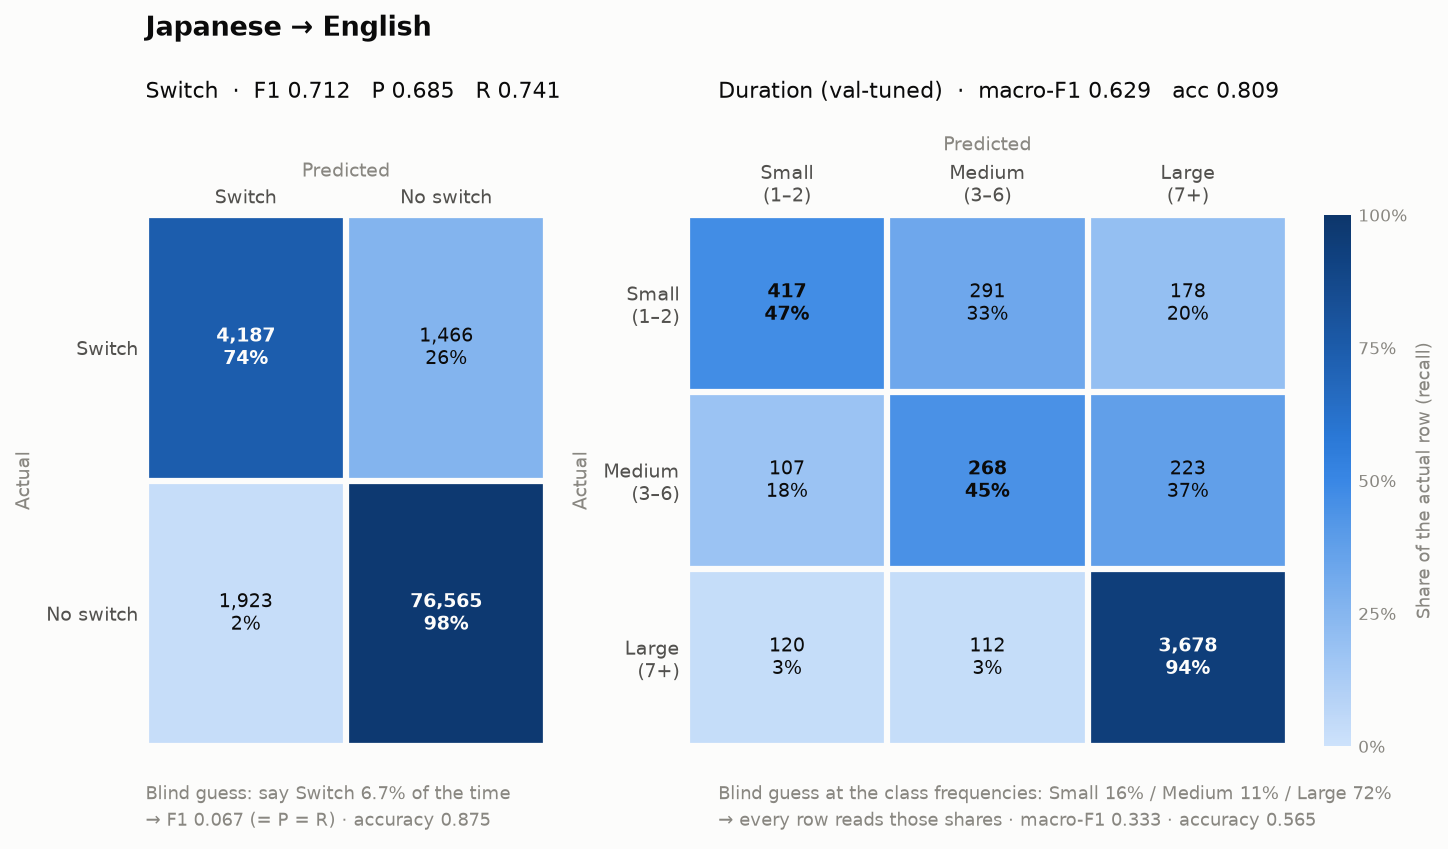 Japanese → English
Switch · F1 0.712 P 0.685 R 0.741
Duration (val-tuned) · macro-F1 0.629 acc 0.809
Predicted
Switch No switch
Actual
Switch
4,187 1,466
74% 26%
No switch
1,923 76,565
2% 98%
Blind guess: say Switch 6.7% of the time
→ F1 0.067 (= P = R) · accuracy 0.875
Predicted
Small Medium Large
(1–2) (3–6) (7+)
Actual
Small
(1–2)
417 291 178
47% 33% 20%
Medium
(3–6)
107 268 223
18% 45% 37%
Large
(7+)
120 112 3,678
3% 3% 94%
100%
75%
50%
25%
0%
Share of the actual row (recall)
Blind guess at the class frequencies: Small 16% / Medium 11% / Large 72%
→ every row reads those shares · macro-F1 0.333 · accuracy 0.565